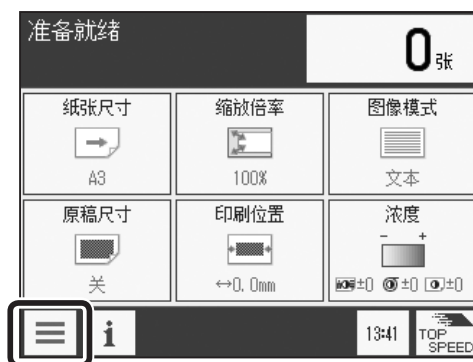 准备就绪
0张
纸张尺寸 缩放倍率 图像模式
A3 100% 文本
原稿尺寸 印刷位置 浓度
- +
关 ↔0.0mm ±0 ±0 ±0
i 13:41 TOP
SPEED